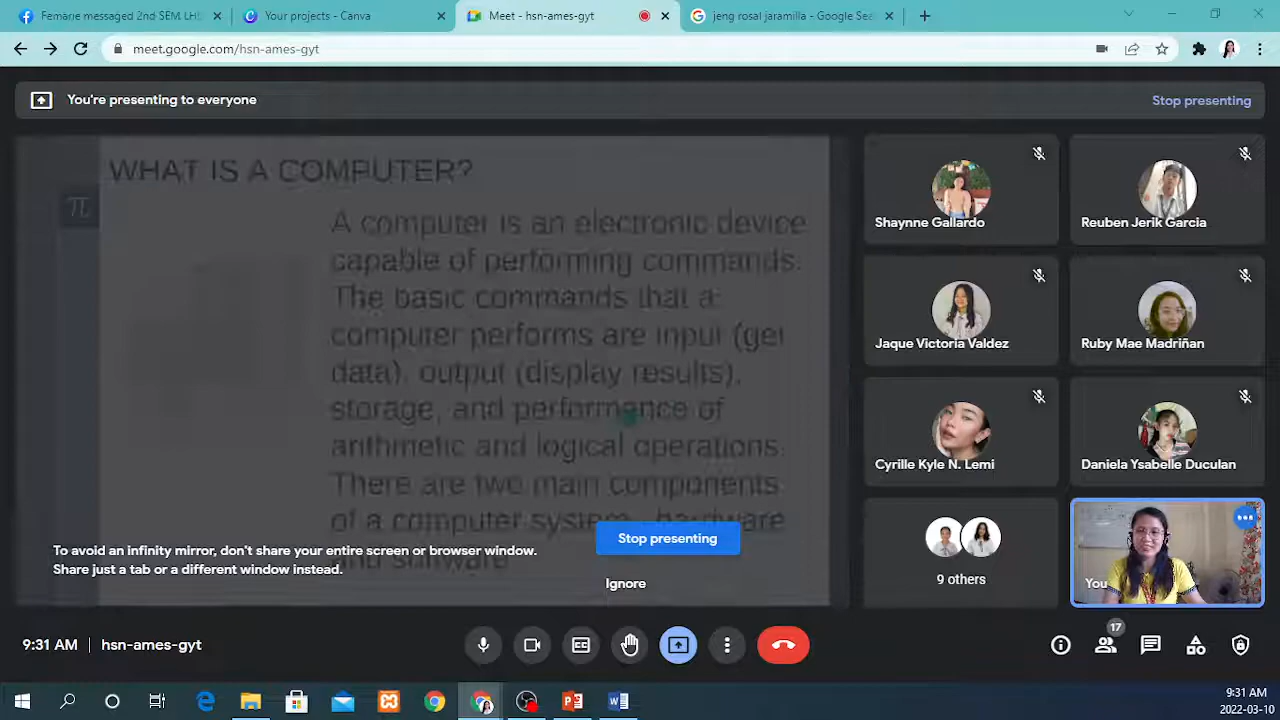 Femarie messaged 2nd SEM LHS
Your projects - Canva
Meet - hsn-ames-gyt
jeng rosal jaramilla - Google Sea
meet.google.com/hsn-ames-gyt
You're presenting to everyone
Stop presenting
WHAT IS A COMPUTER?
π
A computer is an electronic device
capable of performing commands.
The basic commands that a
computer performs are input (get
data), output (display results),
storage, and performance of
arithmetic and logical operations.
There are two main components
of a computer system, hardware
and software
To avoid an infinity mirror, don't share your entire screen or browser window.
Share just a tab or a different window instead.
Stop presenting
Ignore
Shaynne Gallardo
Reuben Jerik Garcia
Jaque Victoria Valdez
Ruby Mae Madriñan
Cyrille Kyle N. Lemi
Daniela Ysabelle Duculan
9 others
You
9:31 AM | hsn-ames-gyt
17
9:31 AM
2022-03-10